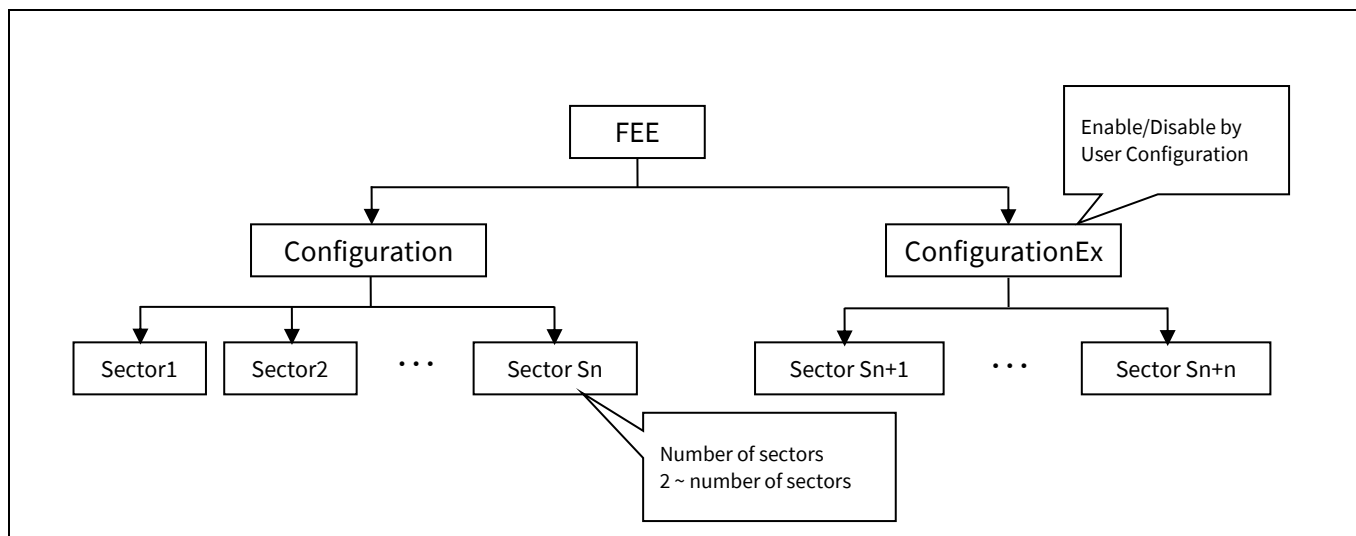 FEE
Enable/Disable by
User Configuration
Configuration
ConfigurationEx
Sector1
Sector2
...
Sector Sn
Sector Sn+1
...
Sector Sn+n
Number of sectors
2 ~ number of sectors